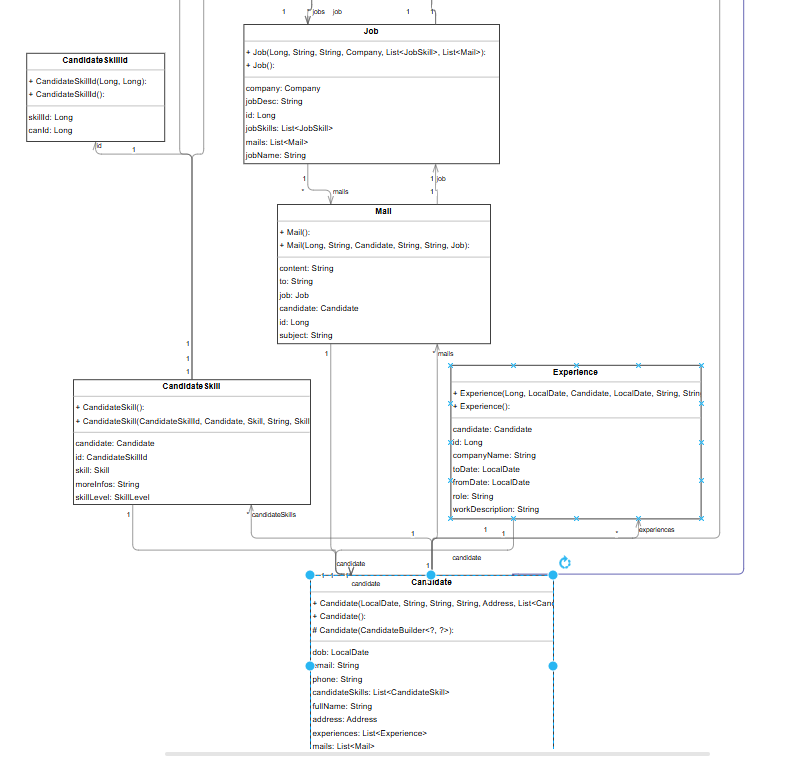 1
jobs
job
1
1
Job
+ Job(Long, String, String, Company, List<JobSkill>, List<Mail>):
+ Job():
company: Company
jobDesc: String
id: Long
jobSkills: List<JobSkill>
mails: List<Mail>
jobName: String
CandidateSkillId
+ CandidateSkillId(Long, Long):
+ CandidateSkillId():
skillId: Long
canId: Long
id
1
1
*
mails
1
job
1
Mail
+ Mail():
+ Mail(Long, String, Candidate, String, String, Job):
content: String
to: String
job: Job
candidate: Candidate
id: Long
subject: String
1
1
1
1
*
mails
CandidateSkill
+ CandidateSkill():
+ CandidateSkill(CandidateSkillId, Candidate, Skill, String, Skill
candidate: Candidate
id: CandidateSkillId
skill: Skill
moreInfos: String
skillLevel: SkillLevel
Experience
+ Experience(Long, LocalDate, Candidate, LocalDate, String, Strin
+ Experience():
candidate: Candidate
id: Long
companyName: String
toDate: LocalDate
fromDate: LocalDate
role: String
workDescription: String
1
*
candidateSkills
1
1
1
*
experiences
candidate
1
candidate
1
1
1
candidate
Candidate
+ Candidate(LocalDate, String, String, String, Address, List<Can
+ Candidate():
# Candidate(CandidateBuilder<?, ?>):
dob: LocalDate
email: String
phone: String
candidateSkills: List<CandidateSkill>
fullName: String
address: Address
experiences: List<Experience>
mails: List<Mail>